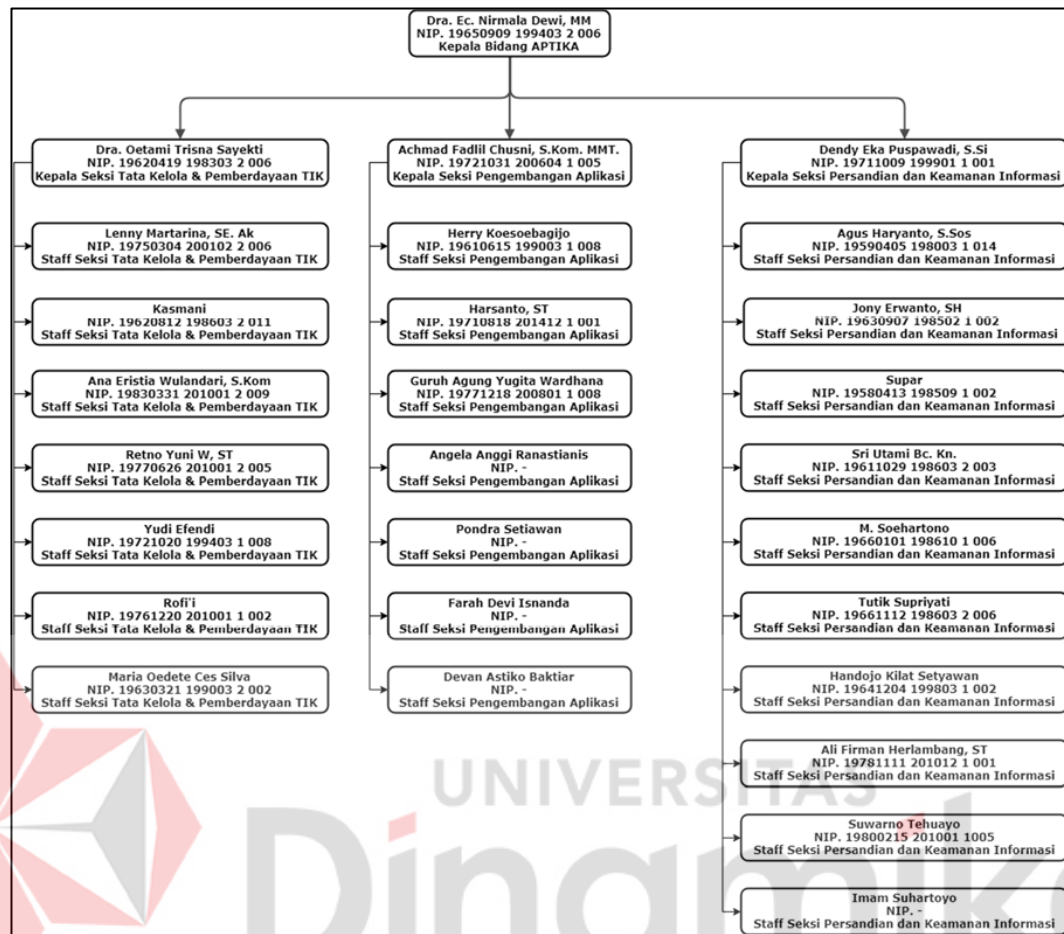 Dra. Ec. Nirmala Dewi, MM
NIP. 19650909 199403 2 006
Kepala Bidang APTIKA
Dra. Oetami Trisna Sayekti
NIP. 19620419 198303 2 006
Kepala Seksi Tata Kelola & Pemberdayaan TIK
Lenny Martarina, SE. Ak
NIP. 19750304 200102 2 006
Staff Seksi Tata Kelola & Pemberdayaan TIK
Kasmani
NIP. 19620812 198603 2 011
Staff Seksi Tata Kelola & Pemberdayaan TIK
Ana Eristia Wulandari, S.Kom
NIP. 19830331 201001 2 009
Staff Seksi Tata Kelola & Pemberdayaan TIK
Retno Yuni W, ST
NIP. 19770626 201001 2 005
Staff Seksi Tata Kelola & Pemberdayaan TIK
Yudi Efendi
NIP. 19721020 199403 1 008
Staff Seksi Tata Kelola & Pemberdayaan TIK
Rofi'i
NIP. 19761220 201001 1 002
Staff Seksi Tata Kelola & Pemberdayaan TIK
Maria Oedete Ces Silva
NIP. 19630321 199003 2 002
Staff Seksi Tata Kelola & Pemberdayaan TIK
Achmad Fadlil Chusni, S.Kom. MMT.
NIP. 19721031 200604 1 005
Kepala Seksi Pengembangan Aplikasi
Herry Koesoebagijo
NIP. 19610615 199003 1 008
Staff Seksi Pengembangan Aplikasi
Harsanto, ST
NIP. 19710818 201412 1 001
Staff Seksi Pengembangan Aplikasi
Guruh Agung Yugita Wardhana
NIP. 19771218 200801 1 008
Staff Seksi Pengembangan Aplikasi
Angela Anggi Ranastianis
NIP. -
Staff Seksi Pengembangan Aplikasi
Pondra Setiawan
NIP. -
Staff Seksi Pengembangan Aplikasi
Farah Devi Isnanda
NIP. -
Staff Seksi Pengembangan Aplikasi
Devan Astiko Baktiar
NIP. -
Staff Seksi Pengembangan Aplikasi
Dendy Eka Puspawadi, S.Si
NIP. 19711009 199901 1 001
Kepala Seksi Persandian dan Keamanan Informasi
Agus Haryanto, S.Sos
NIP. 19590405 198003 1 014
Staff Seksi Persandian dan Keamanan Informasi
Jony Erwanto, SH
NIP. 19630907 198502 1 002
Staff Seksi Persandian dan Keamanan Informasi
Supar
NIP. 19580413 198509 1 002
Staff Seksi Persandian dan Keamanan Informasi
Sri Utami Bc. Kn.
NIP. 19611029 198603 2 003
Staff Seksi Persandian dan Keamanan Informasi
M. Soehartono
NIP. 19660101 198610 1 006
Staff Seksi Persandian dan Keamanan Informasi
Tutik Supriyati
NIP. 19661112 198603 2 006
Staff Seksi Persandian dan Keamanan Informasi
Handojo Kilat Setyawan
NIP. 19641204 199803 1 002
Staff Seksi Persandian dan Keamanan Informasi
Ali Firman Herlambang, ST
NIP. 19781111 201012 1 001
Staff Seksi Persandian dan Keamanan Informasi
Suwarno Tehuayo
NIP. 19800215 201001 1005
Staff Seksi Persandian dan Keamanan Informasi
Imam Suhartoyo
NIP. -
Staff Seksi Persandian dan Keamanan Informasi
UNIVERSITAS
Dinamika